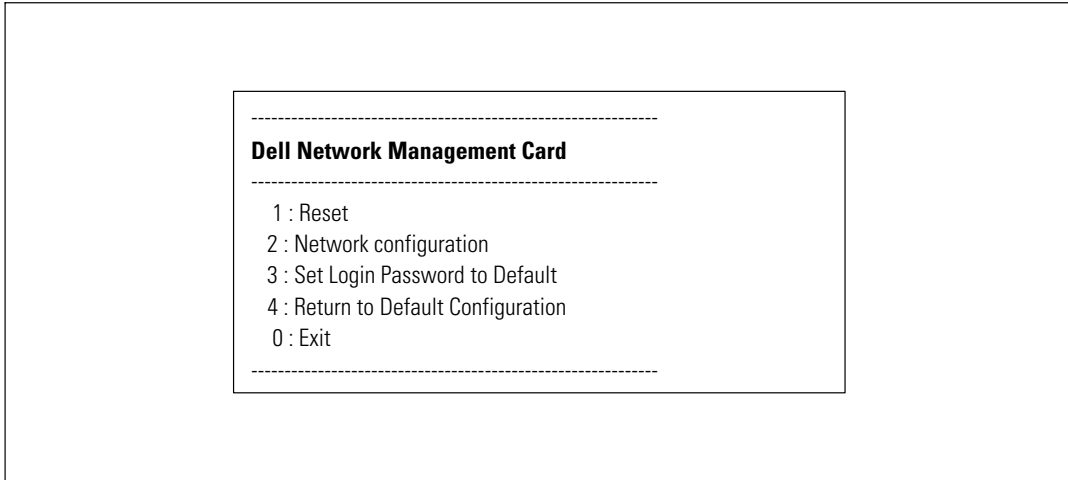 -------------------------------------------------------------
Dell Network Management Card
-------------------------------------------------------------
1 : Reset
2 : Network configuration
3 : Set Login Password to Default
4 : Return to Default Configuration
0 : Exit
-------------------------------------------------------------